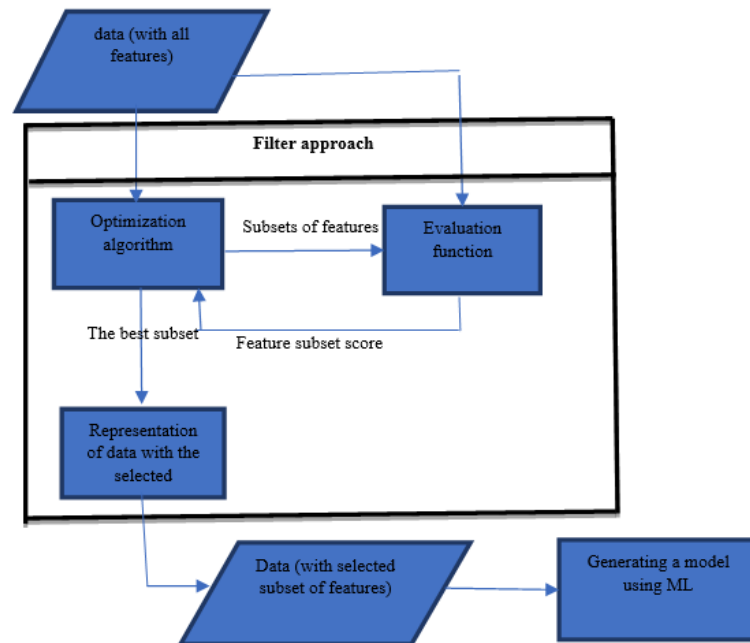 data (with all
features)
Filter approach
Optimization
algorithm
Subsets of features
Evaluation
function
The best subset
Feature subset score
Representation
of data with the
selected
Data (with selected
subset of features)
Generating a model
using ML